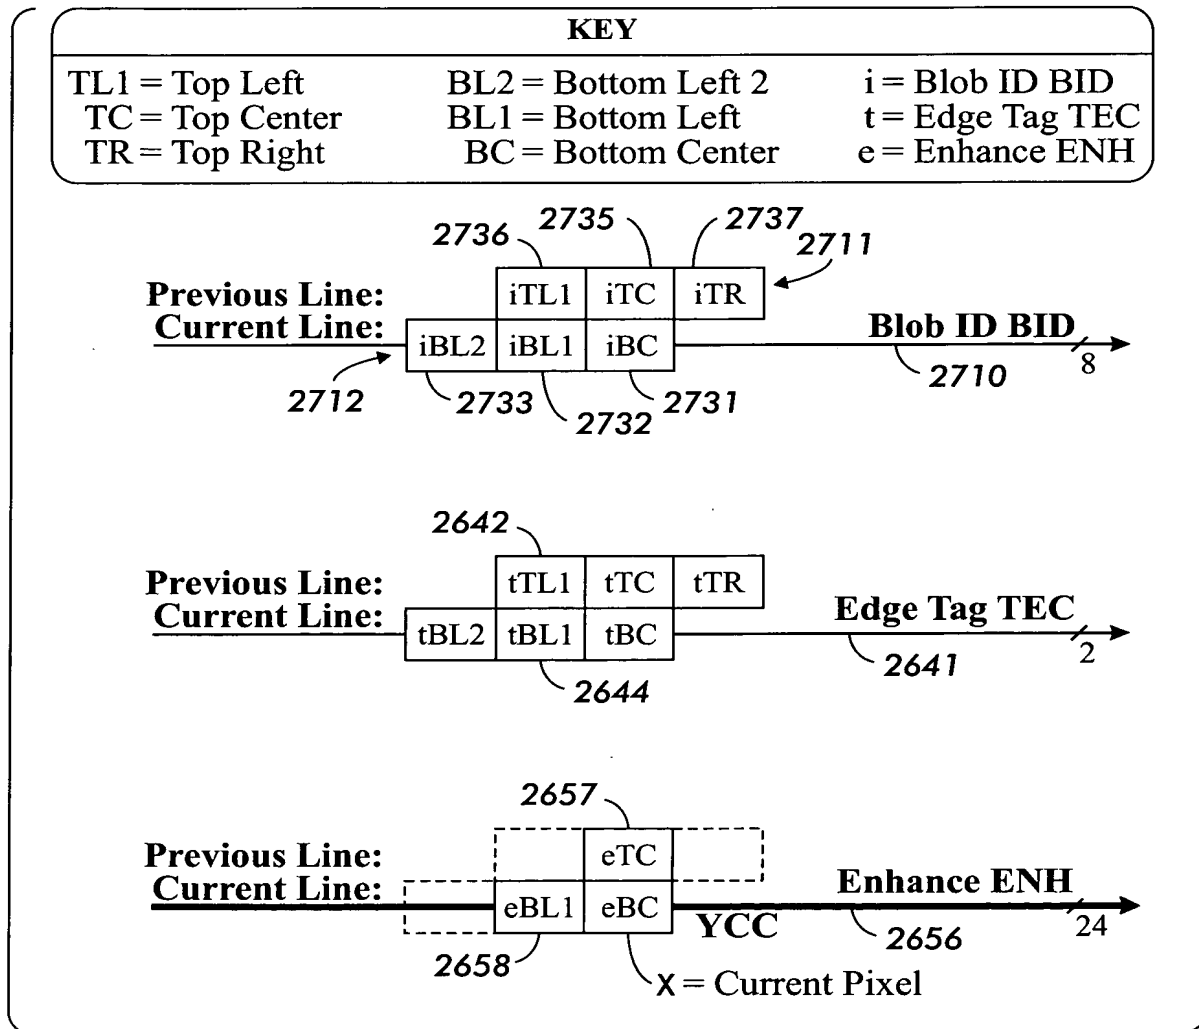 KEY
TL1 = Top Left BL2 = Bottom Left 2 i = Blob ID BID
TC = Top Center BL1 = Bottom Left t = Edge Tag TEC
TR = Top Right BC = Bottom Center e = Enhance ENH
2736 2735 2737 2711
Previous Line: iTL1 iTC iTR
Current Line: iBL2 iBL1 iBC Blob ID BID 8
2712 2733 2732 2731 2710
2642
Previous Line: tTL1 tTC tTR
Current Line: tBL2 tBL1 tBC Edge Tag TEC 2
2644 2641
2657
Previous Line: eTC
Current Line: eBL1 eBC YCC Enhance ENH 24
2658 2656
X = Current Pixel